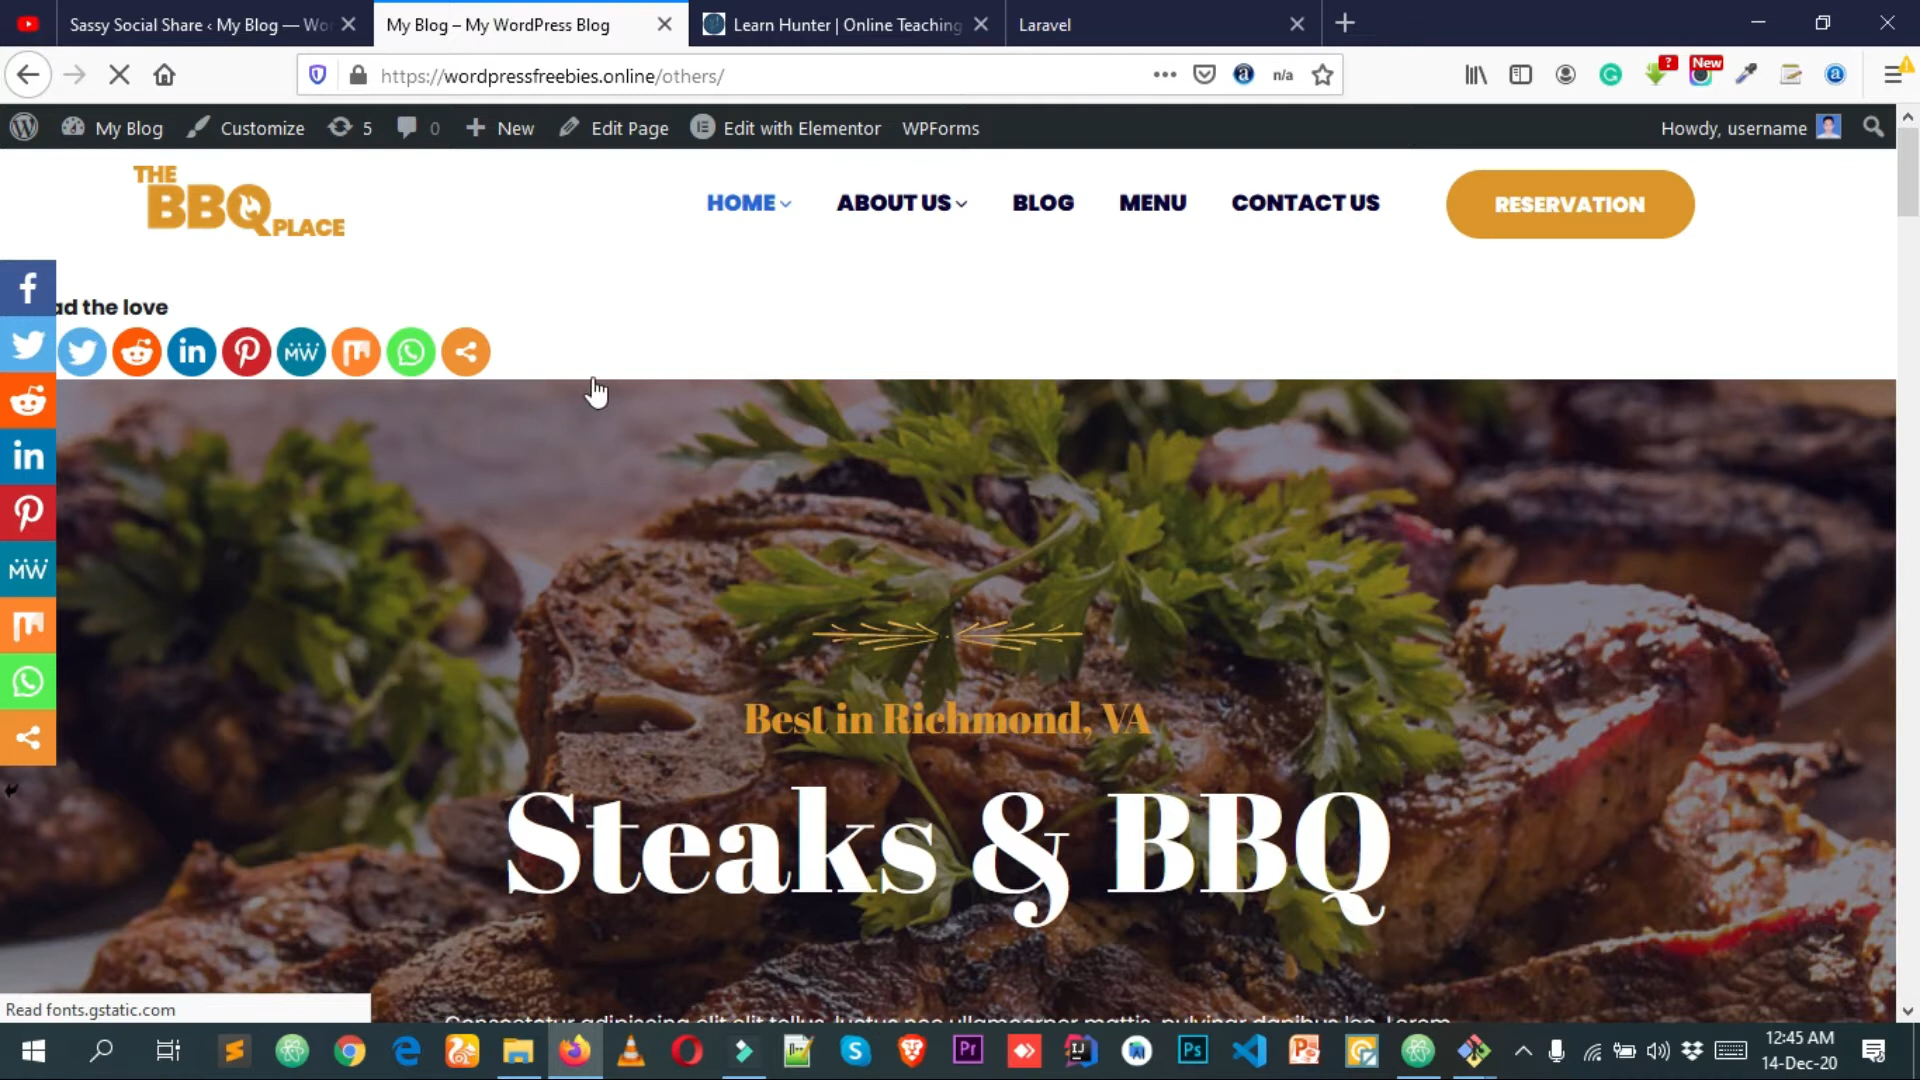 Sassy Social Share ‹ My Blog — Wor
My Blog – My WordPress Blog
Learn Hunter | Online Teaching
Laravel
https://wordpressfreebies.online/others/
n/a
?
New
My Blog
Customize
5
0
New
Edit Page
Edit with Elementor
WPForms
Howdy, username
THE
BBQ
PLACE
HOME
ABOUT US
BLOG
MENU
CONTACT US
RESERVATION
ad the love
Best in Richmond, VA
Steaks & BBQ
Read fonts.gstatic.com
12:45 AM
14-Dec-20